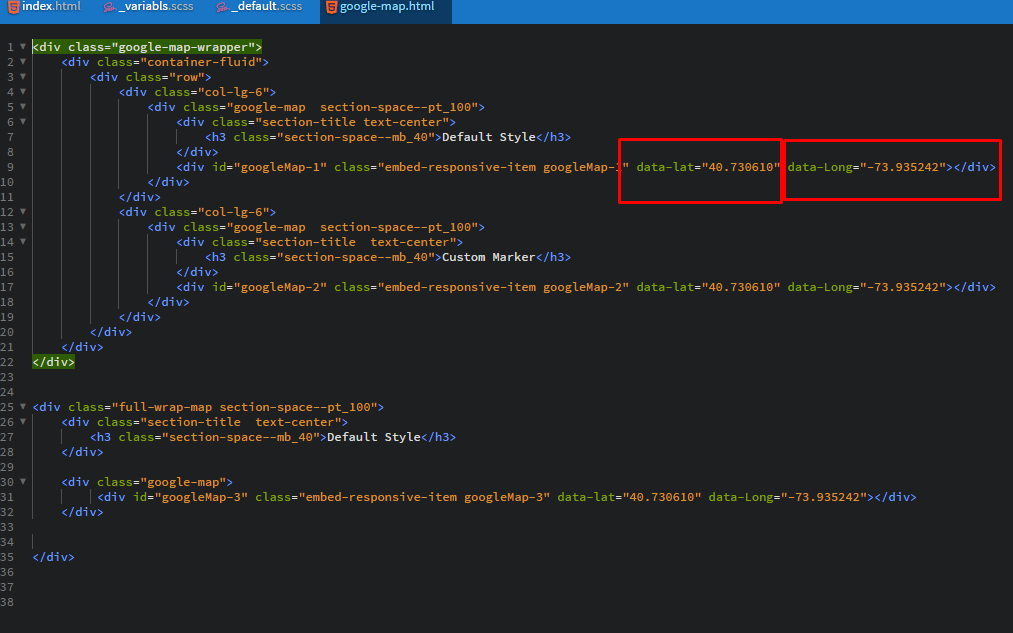 index.html _variabls.scss _default.scss google-map.html
1 <div class="google-map-wrapper">
2 <div class="container-fluid">
3 <div class="row">
4 <div class="col-lg-6">
5 <div class="google-map  section-space--pt_100">
6 <div class="section-title text-center">
7 <h3 class="section-space--mb_40">Default Style</h3>
8 </div>
9 <div id="googleMap-1" class="embed-responsive-item googleMap-1" data-lat="40.730610" data-Long="-73.935242"></div>
10 </div>
11 </div>
12 <div class="col-lg-6">
13 <div class="google-map  section-space--pt_100">
14 <div class="section-title  text-center">
15 <h3 class="section-space--mb_40">Custom Marker</h3>
16 </div>
17 <div id="googleMap-2" class="embed-responsive-item googleMap-2" data-lat="40.730610" data-Long="-73.935242"></div>
18 </div>
19 </div>
20 </div>
21 </div>
22 </div>
23
24
25 <div class="full-wrap-map section-space--pt_100">
26 <div class="section-title  text-center">
27 <h3 class="section-space--mb_40">Default Style</h3>
28 </div>
29
30 <div class="google-map">
31 <div id="googleMap-3" class="embed-responsive-item googleMap-3" data-lat="40.730610" data-Long="-73.935242"></div>
32 </div>
33
34
35 </div>
36
37
38